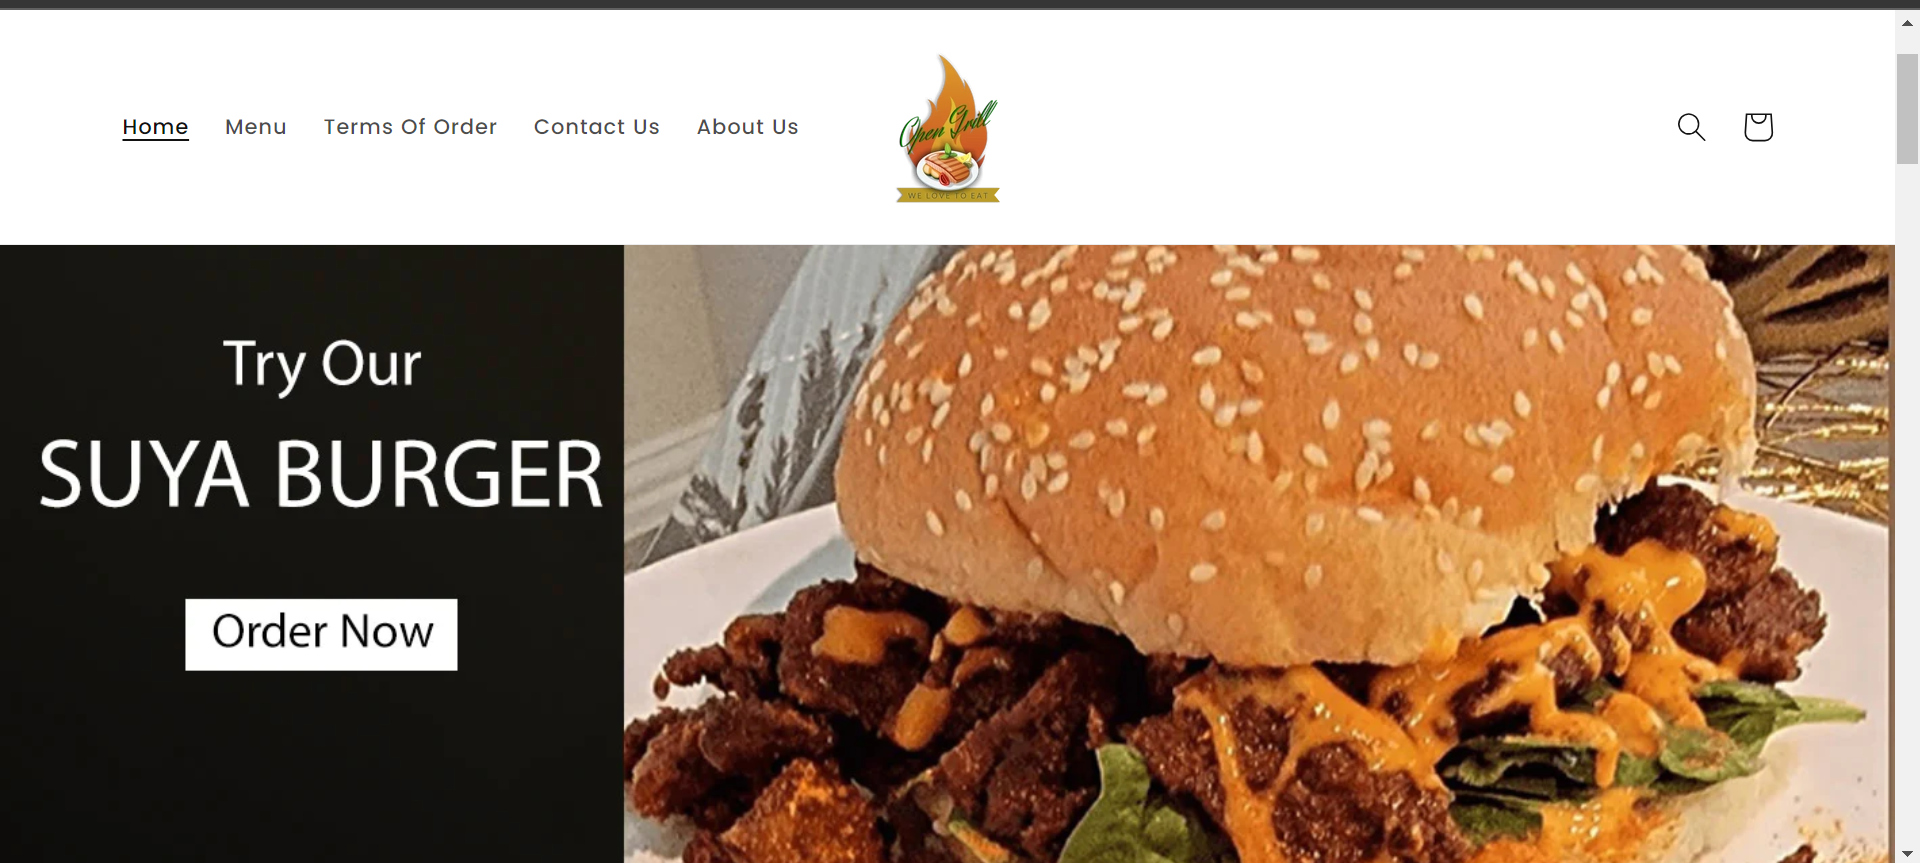 Home Menu Terms Of Order Contact Us About Us
Open Grill
WE LOVE TO EAT
Try Our
SUYA BURGER
Order Now